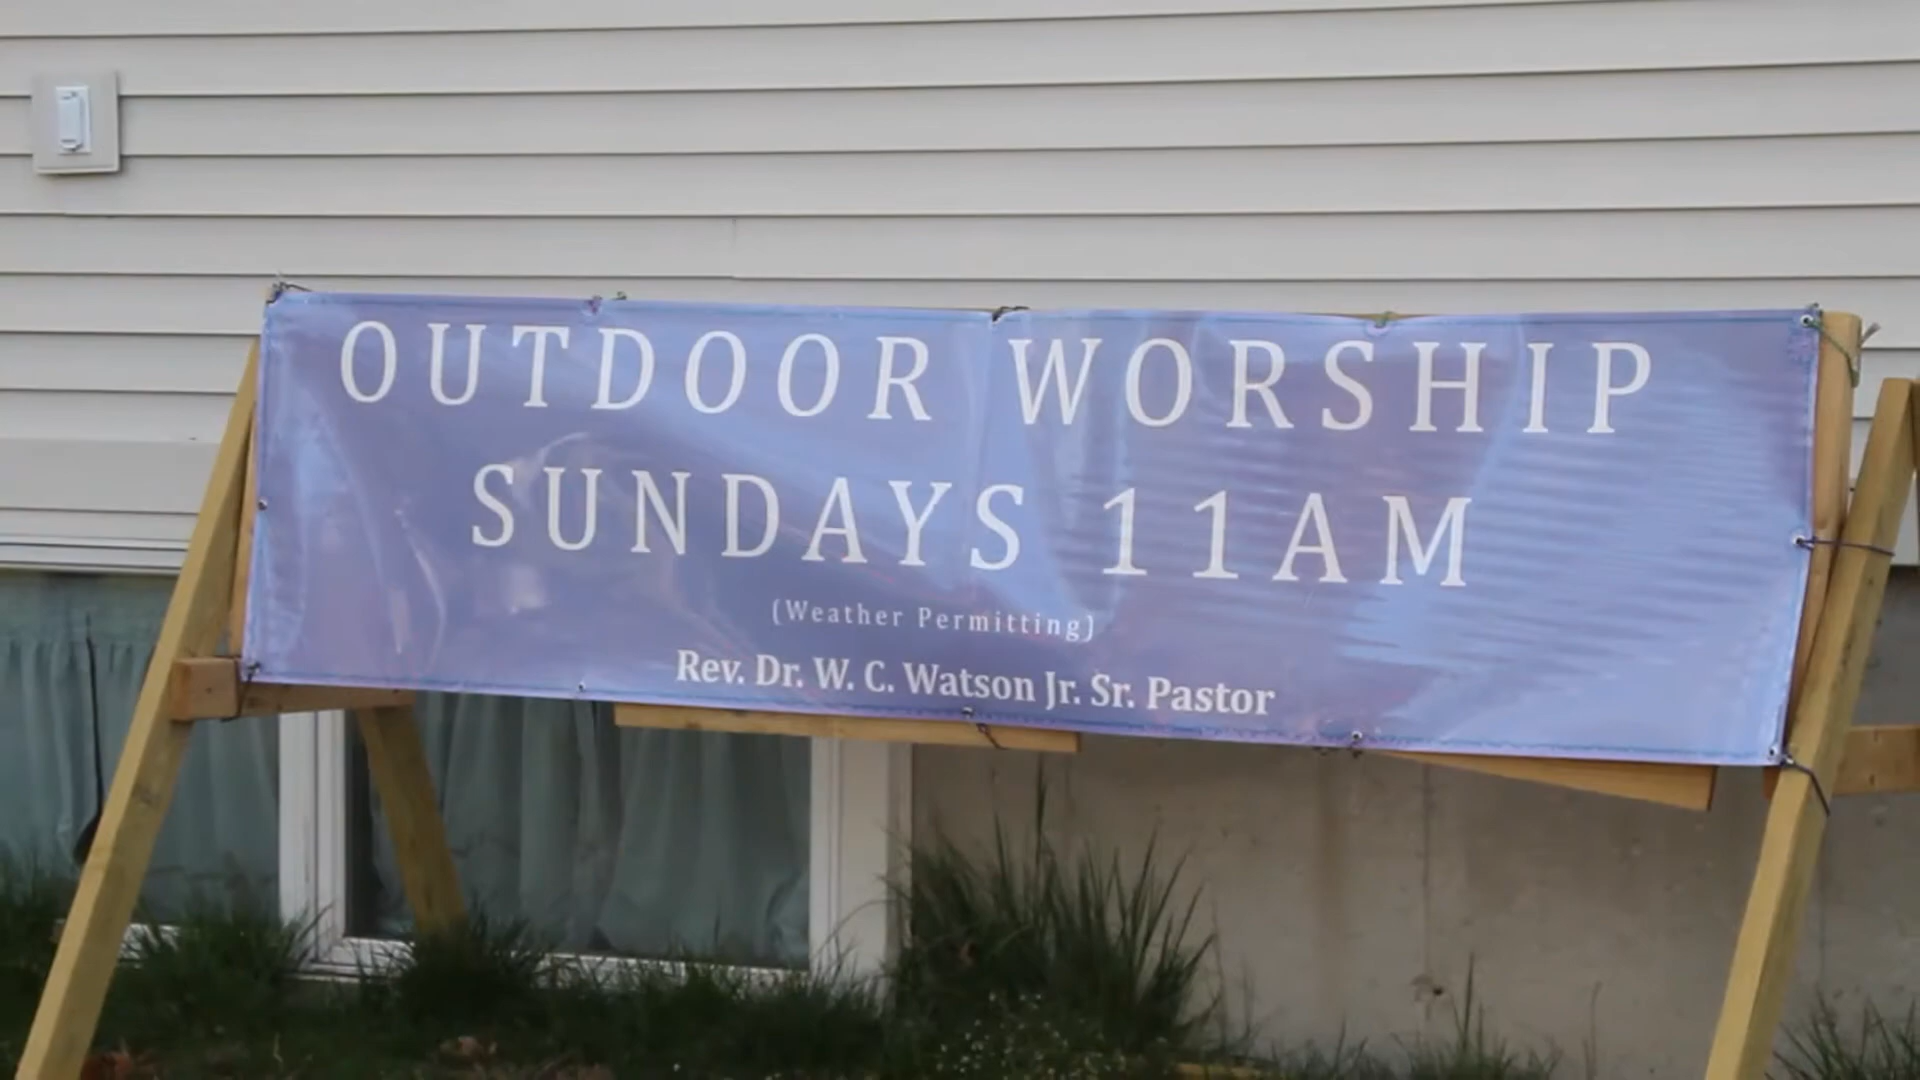 OUTDOOR WORSHIP
SUNDAYS 11AM
(Weather Permitting)
Rev. Dr. W. C. Watson Jr. Sr. Pastor